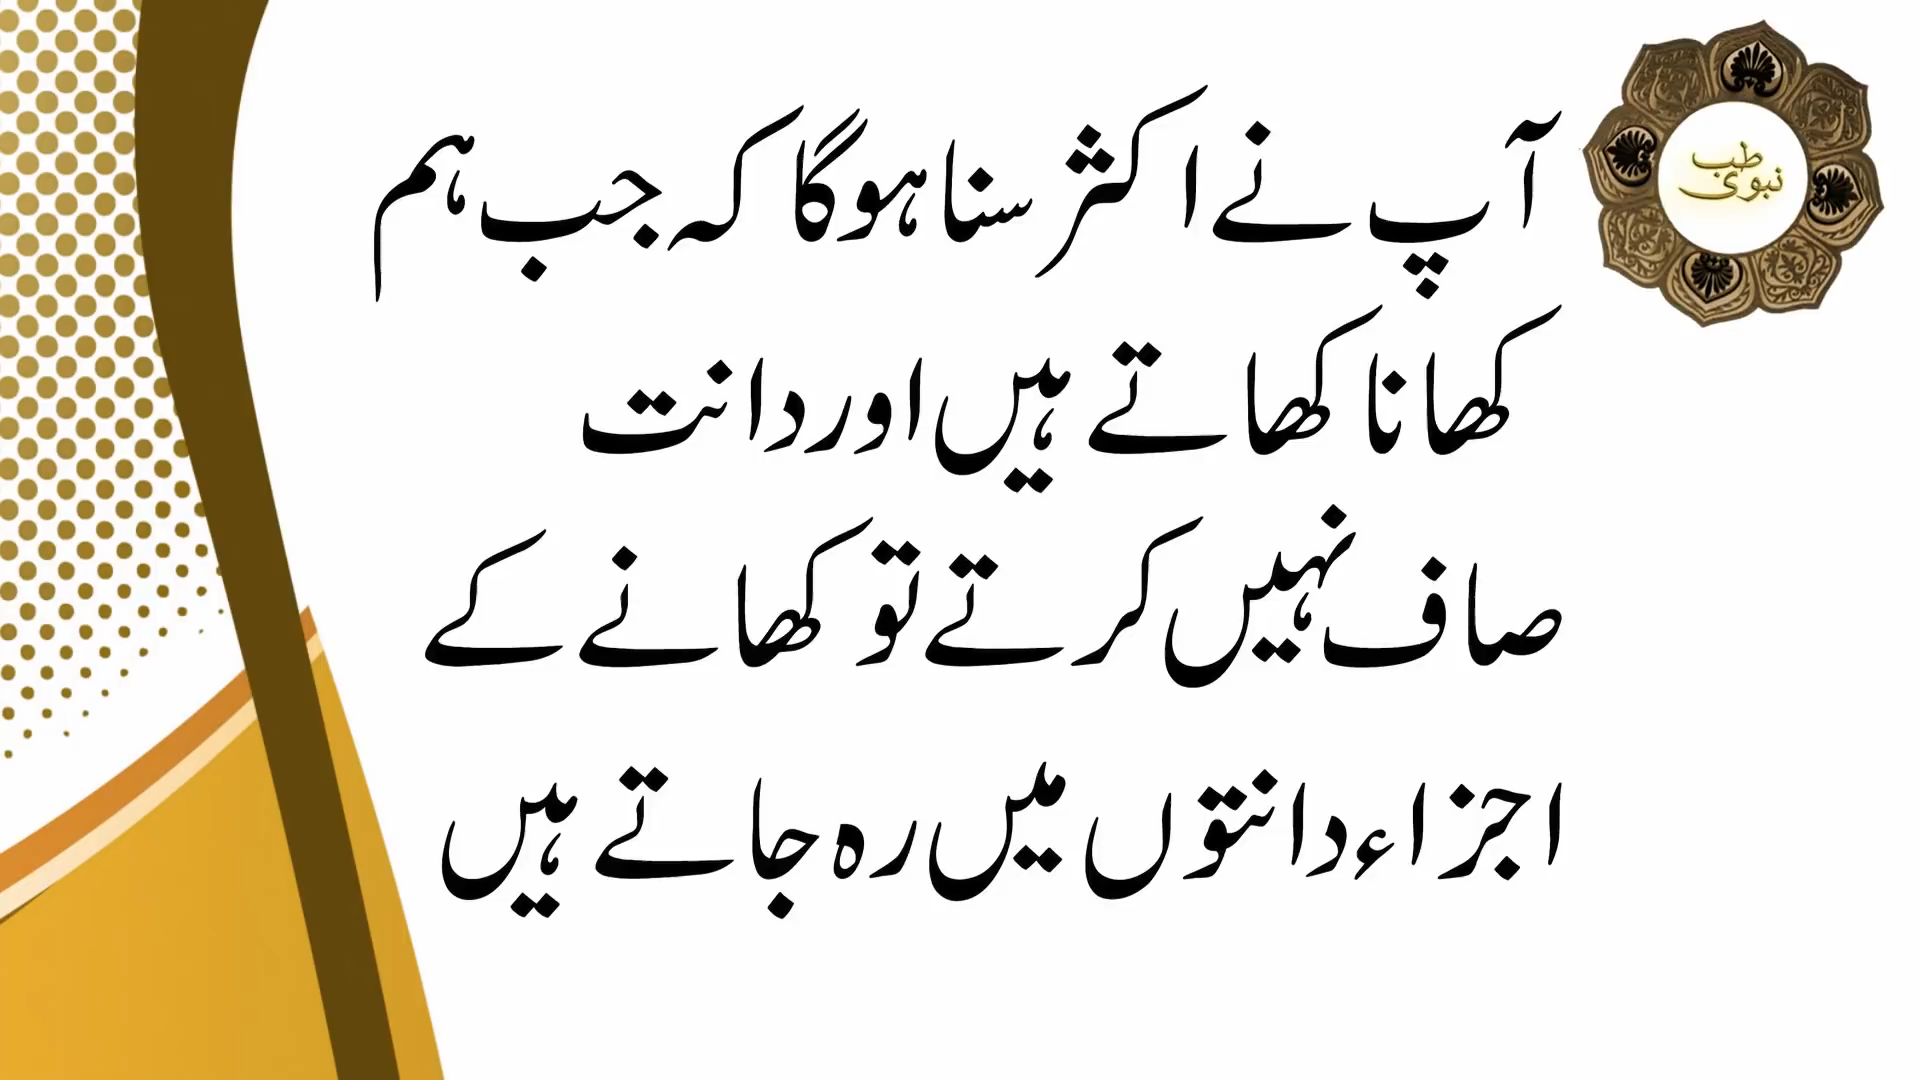 آپ نے اکثر سنا ہوگا کہ جب ہم
کھانا کھاتے ہیں اور دانت
صاف نہیں کرتے تو کھانے کے
اجزاء دانتوں میں رہ جاتے ہیں
طب
نبوی